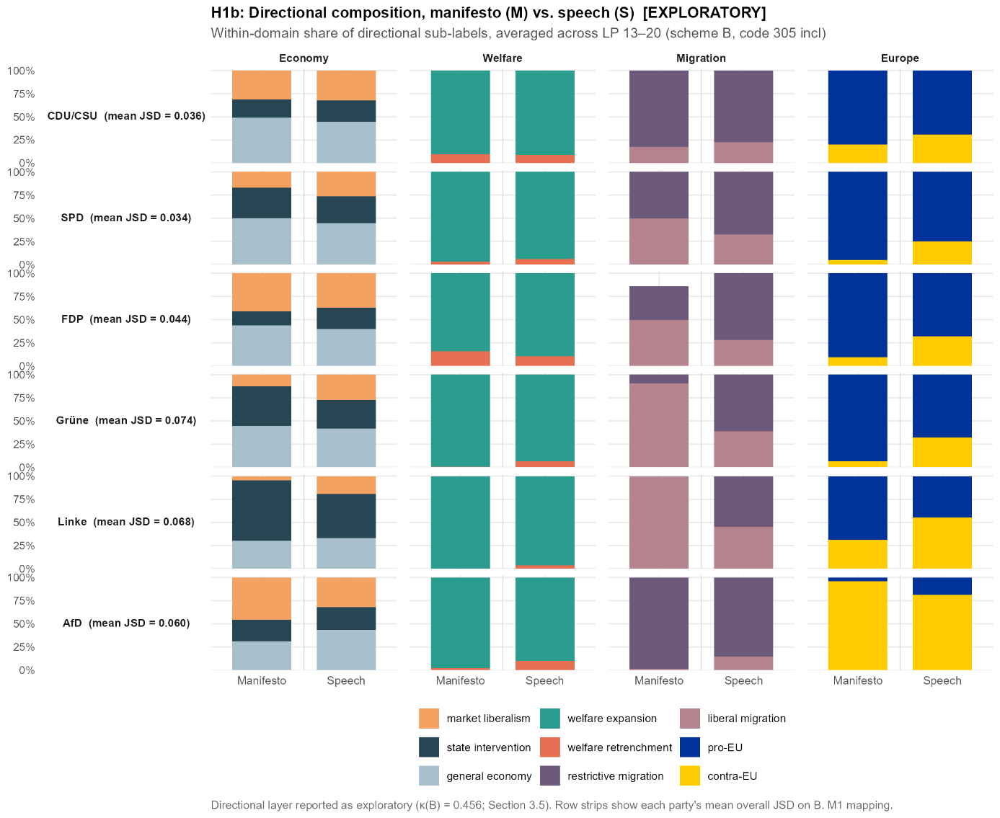 H1b: Directional composition, manifesto (M) vs. speech (S)  [EXPLORATORY]
Within-domain share of directional sub-labels, averaged across LP 13–20 (scheme B, code 305 incl)
Economy Welfare Migration Europe
100%
75%
CDU/CSU  (mean JSD = 0.036)
50%
25%
0%
100%
75%
SPD  (mean JSD = 0.034)
50%
25%
0%
100%
75%
FDP  (mean JSD = 0.044)
50%
25%
0%
100%
75%
Grüne  (mean JSD = 0.074)
50%
25%
0%
100%
75%
Linke  (mean JSD = 0.068)
50%
25%
0%
100%
75%
AfD  (mean JSD = 0.060)
50%
25%
0%
Manifesto Speech Manifesto Speech Manifesto Speech Manifesto Speech
market liberalism welfare expansion liberal migration
state intervention welfare retrenchment pro-EU
general economy restrictive migration contra-EU
Directional layer reported as exploratory (κ(B) = 0.456; Section 3.5). Row strips show each party's mean overall JSD on B. M1 mapping.